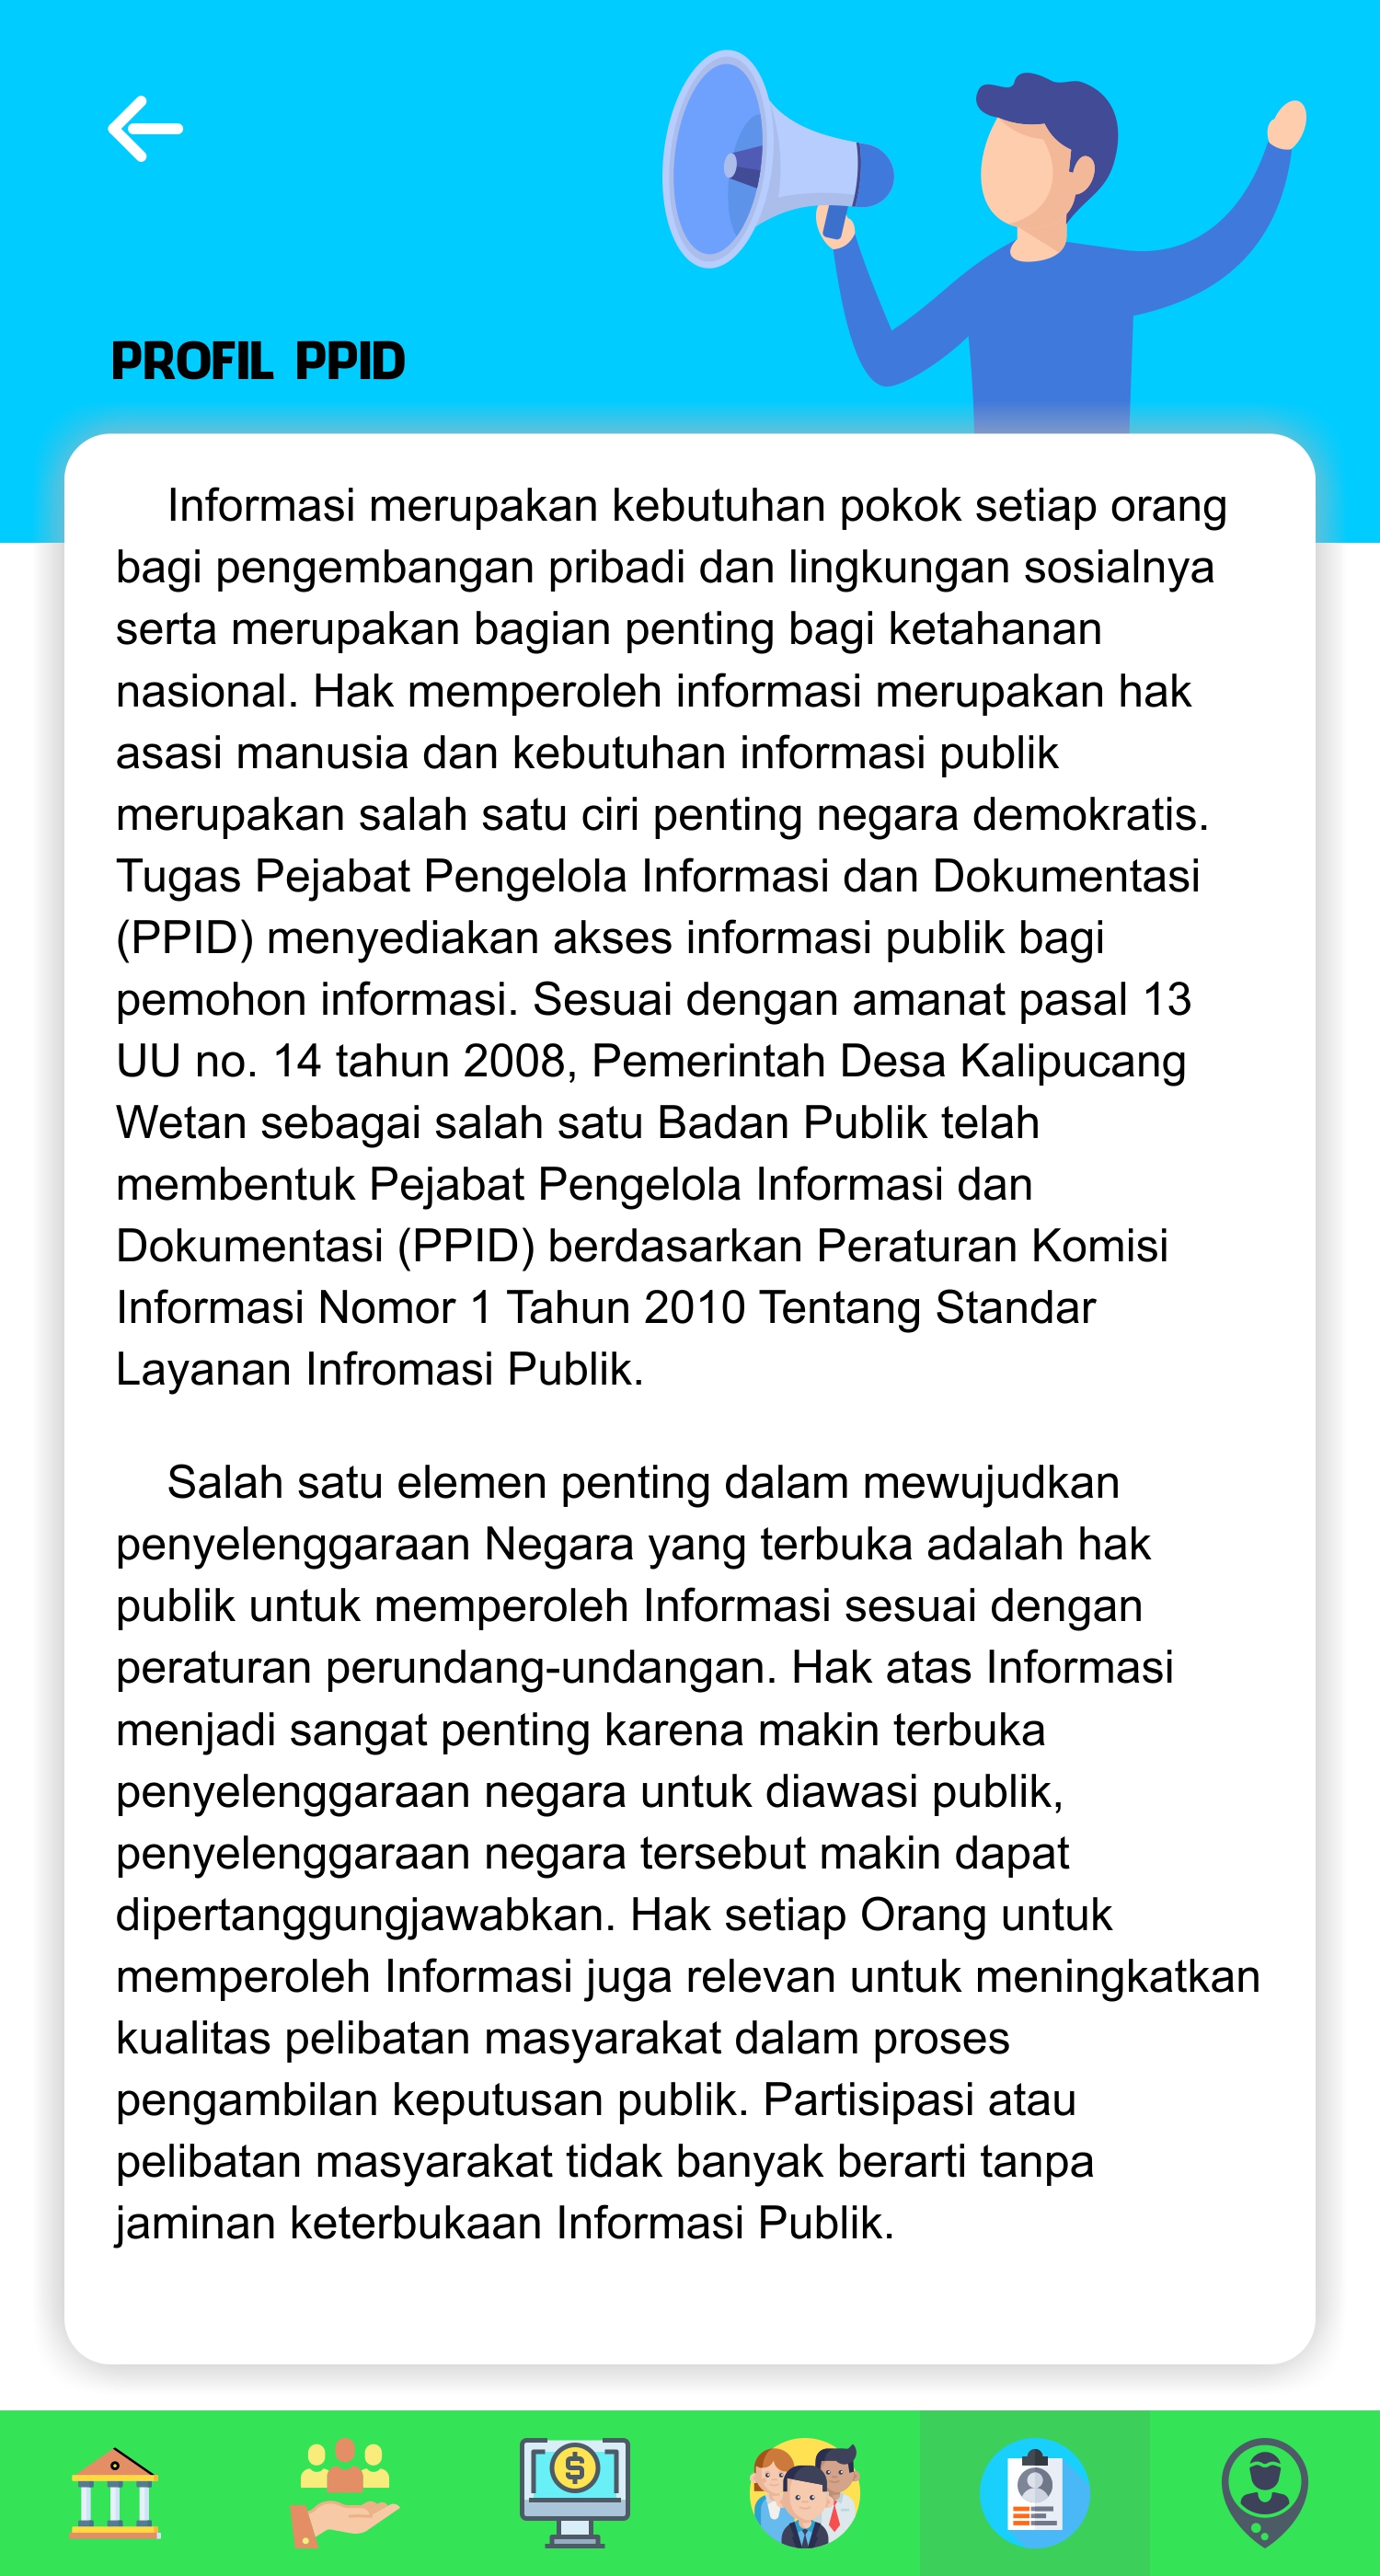 PROFIL PPID
Informasi merupakan kebutuhan pokok setiap orang
bagi pengembangan pribadi dan lingkungan sosialnya
serta merupakan bagian penting bagi ketahanan
nasional. Hak memperoleh informasi merupakan hak
asasi manusia dan kebutuhan informasi publik
merupakan salah satu ciri penting negara demokratis.
Tugas Pejabat Pengelola Informasi dan Dokumentasi
(PPID) menyediakan akses informasi publik bagi
pemohon informasi. Sesuai dengan amanat pasal 13
UU no. 14 tahun 2008, Pemerintah Desa Kalipucang
Wetan sebagai salah satu Badan Publik telah
membentuk Pejabat Pengelola Informasi dan
Dokumentasi (PPID) berdasarkan Peraturan Komisi
Informasi Nomor 1 Tahun 2010 Tentang Standar
Layanan Infromasi Publik.
Salah satu elemen penting dalam mewujudkan
penyelenggaraan Negara yang terbuka adalah hak
publik untuk memperoleh Informasi sesuai dengan
peraturan perundang-undangan. Hak atas Informasi
menjadi sangat penting karena makin terbuka
penyelenggaraan negara untuk diawasi publik,
penyelenggaraan negara tersebut makin dapat
dipertanggungjawabkan. Hak setiap Orang untuk
memperoleh Informasi juga relevan untuk meningkatkan
kualitas pelibatan masyarakat dalam proses
pengambilan keputusan publik. Partisipasi atau
pelibatan masyarakat tidak banyak berarti tanpa
jaminan keterbukaan Informasi Publik.
$